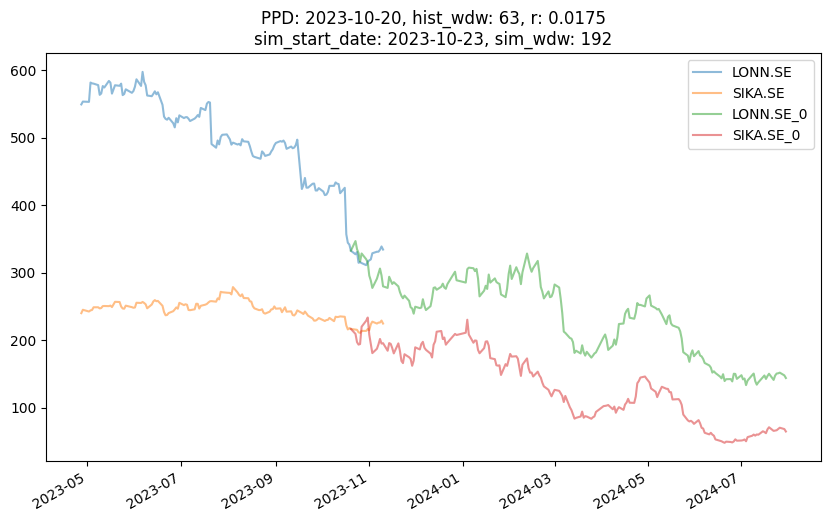 PPD: 2023-10-20, hist_wdw: 63, r: 0.0175
sim_start_date: 2023-10-23, sim_wdw: 192
LONN.SE
SIKA.SE
LONN.SE_0
SIKA.SE_0
600
500
400
300
200
100
2023-05
2023-07
2023-09
2023-11
2024-01
2024-03
2024-05
2024-07